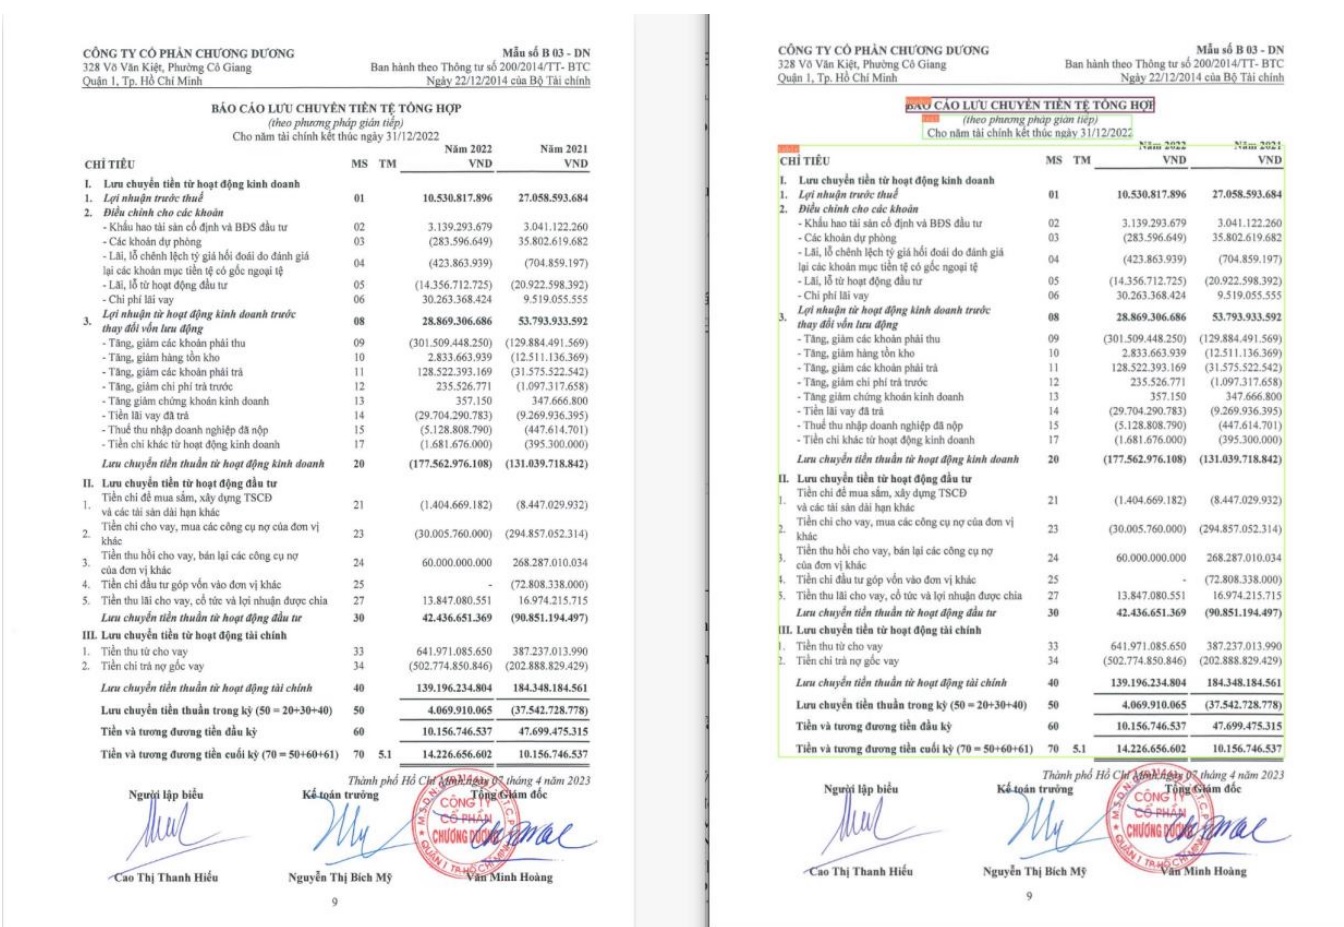 CÔNG TY CỔ PHẦN CHƯƠNG DƯƠNG
328 Võ Văn Kiệt, Phường Cô Giang
Quận 1, Tp. Hồ Chí Minh
Mẫu số B 03 - DN
Ban hành theo Thông tư số 200/2014/TT- BTC
Ngày 22/12/2014 của Bộ Tài chính
BÁO CÁO LƯU CHUYỂN TIỀN TỆ TỔNG HỢP
(theo phương pháp gián tiếp)
Cho năm tài chính kết thúc ngày 31/12/2022
CHỈ TIÊU MS TM Năm 2022 VND Năm 2021 VND
I. Lưu chuyển tiền từ hoạt động kinh doanh
1. Lợi nhuận trước thuế 01 10.530.817.896 27.058.593.684
2. Điều chỉnh cho các khoản
- Khấu hao tài sản cố định và BĐS đầu tư 02 3.139.293.679 3.041.122.260
- Các khoản dự phòng 03 (283.596.649) 35.802.619.682
- Lãi, lỗ chênh lệch tỷ giá hối đoái do đánh giá
lại các khoản mục tiền tệ có gốc ngoại tệ 04 (423.863.939) (704.859.197)
- Lãi, lỗ từ hoạt động đầu tư 05 (14.356.712.725) (20.922.598.392)
- Chi phí lãi vay 06 30.263.368.424 9.519.055.555
3. Lợi nhuận từ hoạt động kinh doanh trước
thay đổi vốn lưu động 08 28.869.306.686 53.793.933.592
- Tăng, giảm các khoản phải thu 09 (301.509.448.250) (129.884.491.569)
- Tăng, giảm hàng tồn kho 10 2.833.663.939 (12.511.136.369)
- Tăng, giảm các khoản phải trả 11 128.522.393.169 (31.575.522.542)
- Tăng, giảm chi phí trả trước 12 235.526.771 (1.097.317.658)
- Tăng giảm chứng khoán kinh doanh 13 357.150 347.666.800
- Tiền lãi vay đã trả 14 (29.704.290.783) (9.269.936.395)
- Thuế thu nhập doanh nghiệp đã nộp 15 (5.128.808.790) (447.614.701)
- Tiền chi khác từ hoạt động kinh doanh 17 (1.681.676.000) (395.300.000)
Lưu chuyển tiền thuần từ hoạt động kinh doanh 20 (177.562.976.108) (131.039.718.842)
II. Lưu chuyển tiền từ hoạt động đầu tư
1. Tiền chi để mua sắm, xây dựng TSCĐ
và các tài sản dài hạn khác 21 (1.404.669.182) (8.447.029.932)
2. Tiền chi cho vay, mua các công cụ nợ của đơn vị
khác 23 (30.005.760.000) (294.857.052.314)
3. Tiền thu hồi cho vay, bán lại các công cụ nợ
của đơn vị khác 24 60.000.000.000 268.287.010.034
4. Tiền chi đầu tư góp vốn vào đơn vị khác 25 - (72.808.338.000)
5. Tiền thu lãi cho vay, cổ tức và lợi nhuận được chia 27 13.847.080.551 16.974.215.715
Lưu chuyển tiền thuần từ hoạt động đầu tư 30 42.436.651.369 (90.851.194.497)
III. Lưu chuyển tiền từ hoạt động tài chính
1. Tiền thu từ cho vay 33 641.971.085.650 387.237.013.990
2. Tiền chi trả nợ gốc vay 34 (502.774.850.846) (202.888.829.429)
Lưu chuyển tiền thuần từ hoạt động tài chính 40 139.196.234.804 184.348.184.561
Lưu chuyển tiền thuần trong kỳ (50 = 20+30+40) 50 4.069.910.065 (37.542.728.778)
Tiền và tương đương tiền đầu kỳ 60 10.156.746.537 47.699.475.315
Tiền và tương đương tiền cuối kỳ (70 = 50+60+61) 70 5.1 14.226.656.602 10.156.746.537
Thành phố Hồ Chí Minh, ngày 07 tháng 4 năm 2023
Người lập biểu Kế toán trưởng Tổng Giám đốc
CÔNG TY
CỔ PHẦN
CHƯƠNG DƯƠNG
Cao Thị Thanh Hiếu Nguyễn Thị Bích Mỹ Văn Minh Hoàng
9
CÔNG TY CỔ PHẦN CHƯƠNG DƯƠNG
328 Võ Văn Kiệt, Phường Cô Giang
Quận 1, Tp. Hồ Chí Minh
Mẫu số B 03 - DN
Ban hành theo Thông tư số 200/2014/TT- BTC
Ngày 22/12/2014 của Bộ Tài chính
BÁO CÁO LƯU CHUYỂN TIỀN TỆ TỔNG HỢP
(theo phương pháp gián tiếp)
Cho năm tài chính kết thúc ngày 31/12/2022
CHỈ TIÊU MS TM Năm 2022 VND Năm 2021 VND
I. Lưu chuyển tiền từ hoạt động kinh doanh
1. Lợi nhuận trước thuế 01 10.530.817.896 27.058.593.684
2. Điều chỉnh cho các khoản
- Khấu hao tài sản cố định và BĐS đầu tư 02 3.139.293.679 3.041.122.260
- Các khoản dự phòng 03 (283.596.649) 35.802.619.682
- Lãi, lỗ chênh lệch tỷ giá hối đoái do đánh giá
lại các khoản mục tiền tệ có gốc ngoại tệ 04 (423.863.939) (704.859.197)
- Lãi, lỗ từ hoạt động đầu tư 05 (14.356.712.725) (20.922.598.392)
- Chi phí lãi vay 06 30.263.368.424 9.519.055.555
3. Lợi nhuận từ hoạt động kinh doanh trước
thay đổi vốn lưu động 08 28.869.306.686 53.793.933.592
- Tăng, giảm các khoản phải thu 09 (301.509.448.250) (129.884.491.569)
- Tăng, giảm hàng tồn kho 10 2.833.663.939 (12.511.136.369)
- Tăng, giảm các khoản phải trả 11 128.522.393.169 (31.575.522.542)
- Tăng, giảm chi phí trả trước 12 235.526.771 (1.097.317.658)
- Tăng giảm chứng khoán kinh doanh 13 357.150 347.666.800
- Tiền lãi vay đã trả 14 (29.704.290.783) (9.269.936.395)
- Thuế thu nhập doanh nghiệp đã nộp 15 (5.128.808.790) (447.614.701)
- Tiền chi khác từ hoạt động kinh doanh 17 (1.681.676.000) (395.300.000)
Lưu chuyển tiền thuần từ hoạt động kinh doanh 20 (177.562.976.108) (131.039.718.842)
II. Lưu chuyển tiền từ hoạt động đầu tư
1. Tiền chi để mua sắm, xây dựng TSCĐ
và các tài sản dài hạn khác 21 (1.404.669.182) (8.447.029.932)
2. Tiền chi cho vay, mua các công cụ nợ của đơn vị
khác 23 (30.005.760.000) (294.857.052.314)
3. Tiền thu hồi cho vay, bán lại các công cụ nợ
của đơn vị khác 24 60.000.000.000 268.287.010.034
4. Tiền chi đầu tư góp vốn vào đơn vị khác 25 - (72.808.338.000)
5. Tiền thu lãi cho vay, cổ tức và lợi nhuận được chia 27 13.847.080.551 16.974.215.715
Lưu chuyển tiền thuần từ hoạt động đầu tư 30 42.436.651.369 (90.851.194.497)
III. Lưu chuyển tiền từ hoạt động tài chính
1. Tiền thu từ cho vay 33 641.971.085.650 387.237.013.990
2. Tiền chi trả nợ gốc vay 34 (502.774.850.846) (202.888.829.429)
Lưu chuyển tiền thuần từ hoạt động tài chính 40 139.196.234.804 184.348.184.561
Lưu chuyển tiền thuần trong kỳ (50 = 20+30+40) 50 4.069.910.065 (37.542.728.778)
Tiền và tương đương tiền đầu kỳ 60 10.156.746.537 47.699.475.315
Tiền và tương đương tiền cuối kỳ (70 = 50+60+61) 70 5.1 14.226.656.602 10.156.746.537
Thành phố Hồ Chí Minh, ngày 07 tháng 4 năm 2023
Người lập biểu Kế toán trưởng Tổng Giám đốc
CÔNG TY
CỔ PHẦN
CHƯƠNG DƯƠNG
Cao Thị Thanh Hiếu Nguyễn Thị Bích Mỹ Văn Minh Hoàng
9